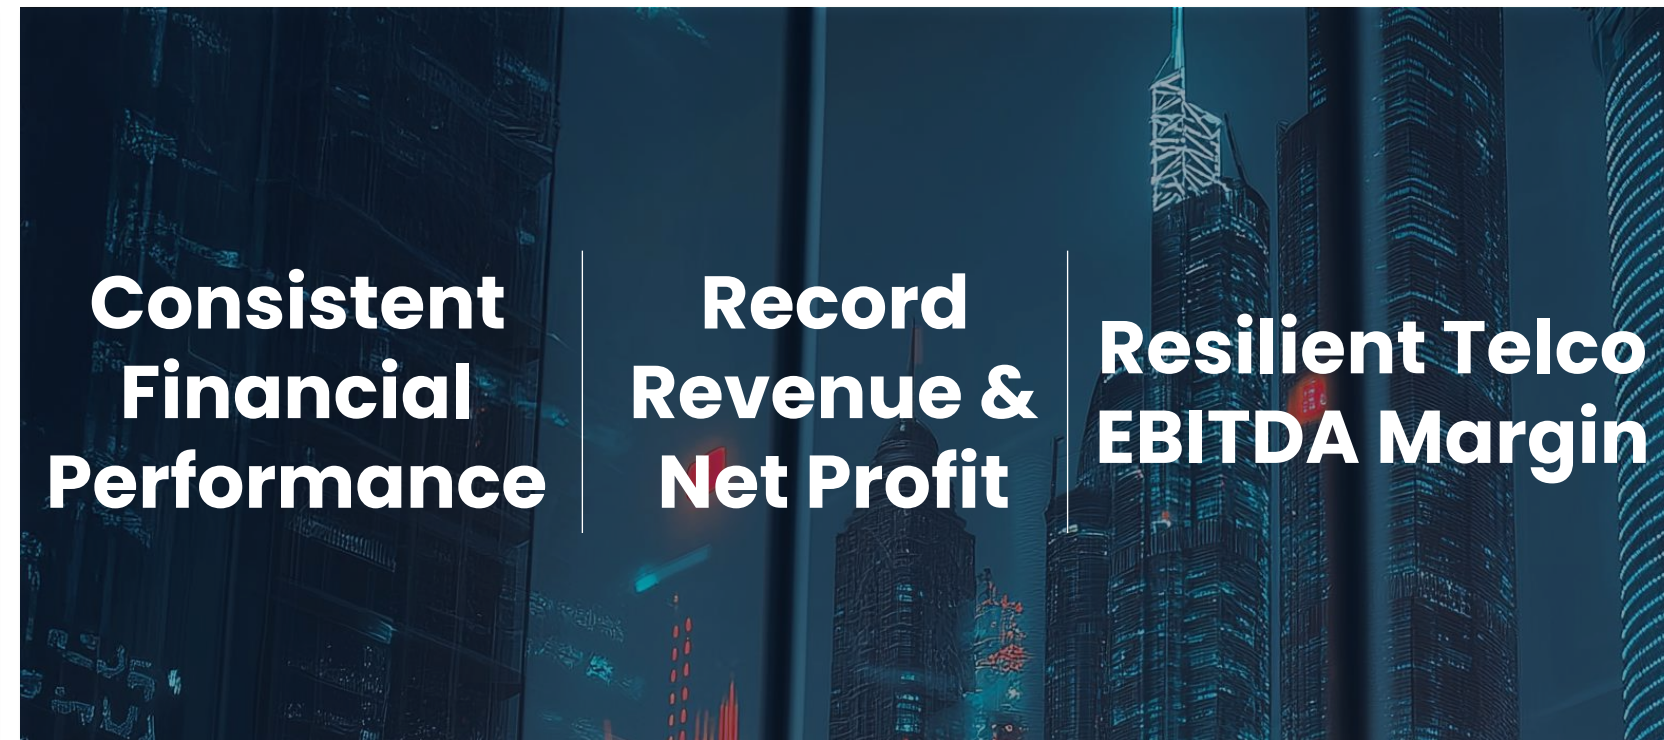 Consistent
Financial
Performance
Record
Revenue &
Net Profit
Resilient Telco
EBITDA Margin